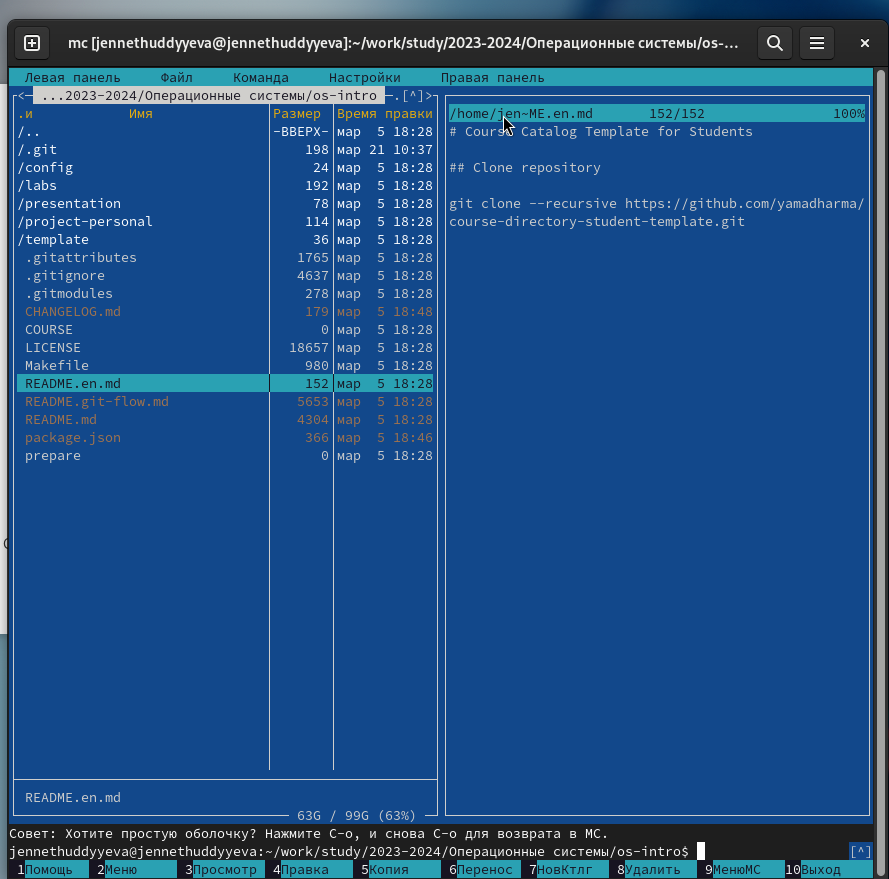 mc [jennethuddyyeva@jennethuddyyeva]:~/work/study/2023-2024/Операционные системы/os-...
Левая панель Файл Команда Настройки Правая панель
<─ ...2023-2024/Операционные системы/os-intro ─.[^]>
.и Имя Размер Время правки
/.. -ВВЕРХ- мар 5 18:28
/.git 198 мар 21 10:37
/config 24 мар 5 18:28
/labs 192 мар 5 18:28
/presentation 78 мар 5 18:28
/project-personal 114 мар 5 18:28
/template 36 мар 5 18:28
.gitattributes 1765 мар 5 18:28
.gitignore 4637 мар 5 18:28
.gitmodules 278 мар 5 18:28
CHANGELOG.md 179 мар 5 18:48
COURSE 0 мар 5 18:28
LICENSE 18657 мар 5 18:28
Makefile 980 мар 5 18:28
README.en.md 152 мар 5 18:28
README.git-flow.md 5653 мар 5 18:28
README.md 4304 мар 5 18:28
package.json 366 мар 5 18:46
prepare 0 мар 5 18:28
README.en.md
63G / 99G (63%)
/home/jen~ME.en.md 152/152 100%
# Course Catalog Template for Students
## Clone repository
git clone --recursive https://github.com/yamadharma/
course-directory-student-template.git
Совет: Хотите простую оболочку? Нажмите C-o, и снова C-o для возврата в MC.
jennethuddyyeva@jennethuddyyeva:~/work/study/2023-2024/Операционные системы/os-intro$ [^]
1Помощь 2Меню 3Просмотр 4Правка 5Копия 6Перенос 7НовКтлг 8Удалить 9МенюMC 10Выход